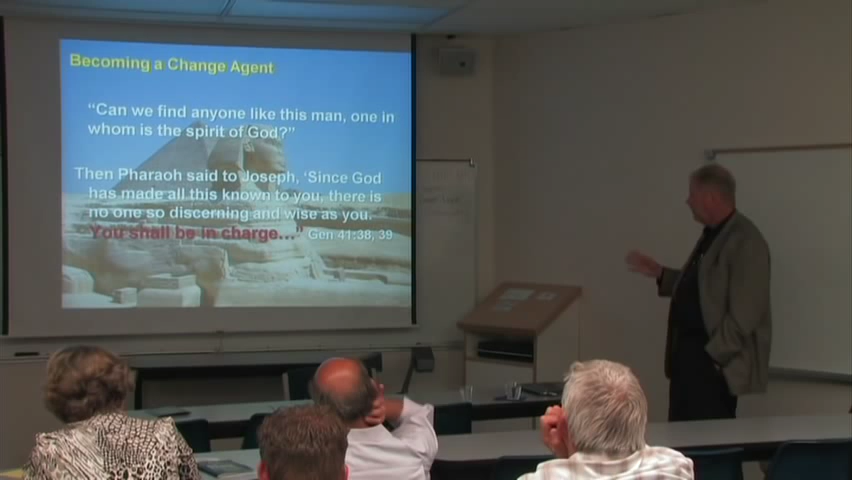 Becoming a Change Agent
“Can we find anyone like this man, one in
whom is the spirit of God?”
Then Pharaoh said to Joseph, ‘Since God
has made all this known to you, there is
no one so discerning and wise as you.
You shall be in charge…” Gen 41:38, 39